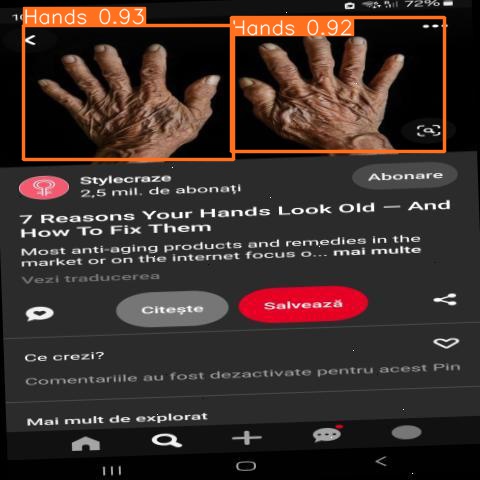 Hands 0.93
Hands 0.92
72%
Stylecraze
2,5 mil. de abonați
Abonare
7 Reasons Your Hands Look Old — And
How To Fix Them
Most anti-aging products and remedies in the
market or on the internet focus o... mai multe
Vezi traducerea
Citește
Salvează
Ce crezi?
Comentariile au fost dezactivate pentru acest Pin
Mai mult de explorat